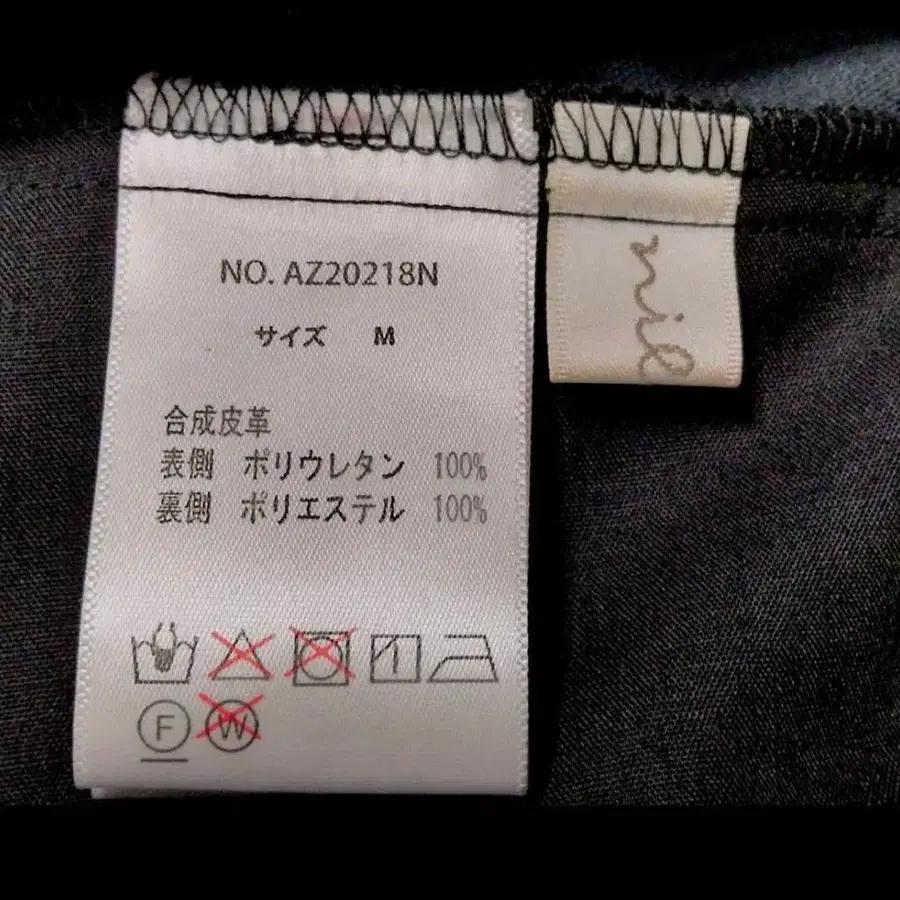 NO. AZ20218N
サイズ M
合成皮革
表側 ポリウレタン 100%
裏側 ポリエステル 100%
F W
nil